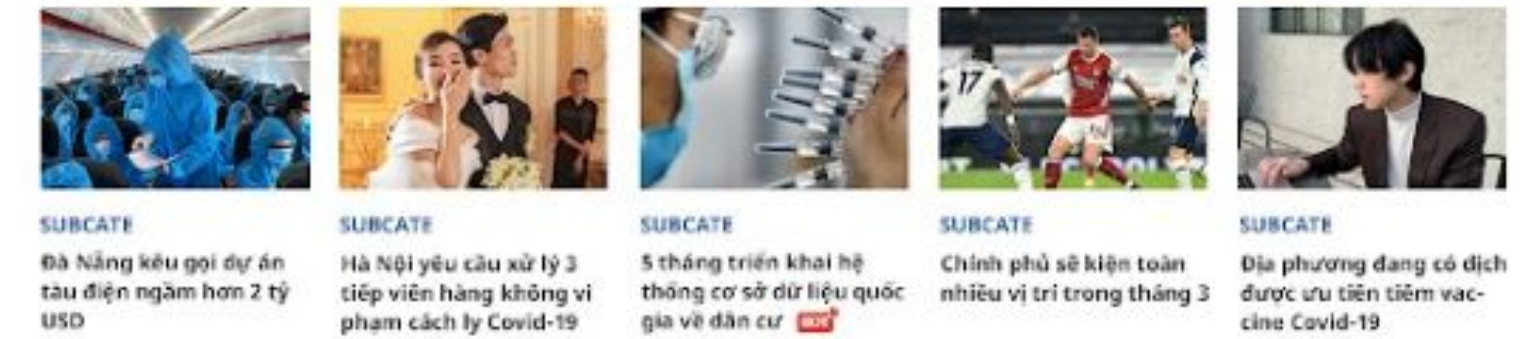 SUBCATE
Đà Nẵng kêu gọi dự án
tàu điện ngầm hơn 2 tỷ
USD
SUBCATE
Hà Nội yêu cầu xử lý 3
tiếp viên hàng không vi
phạm cách ly Covid-19
SUBCATE
5 tháng triển khai hệ
thống cơ sở dữ liệu quốc
gia về dân cư HOT
SUBCATE
Chính phủ sẽ kiện toàn
nhiều vị trí trong tháng 3
SUBCATE
Địa phương đang có dịch
được ưu tiên tiêm vac-
cine Covid-19
17